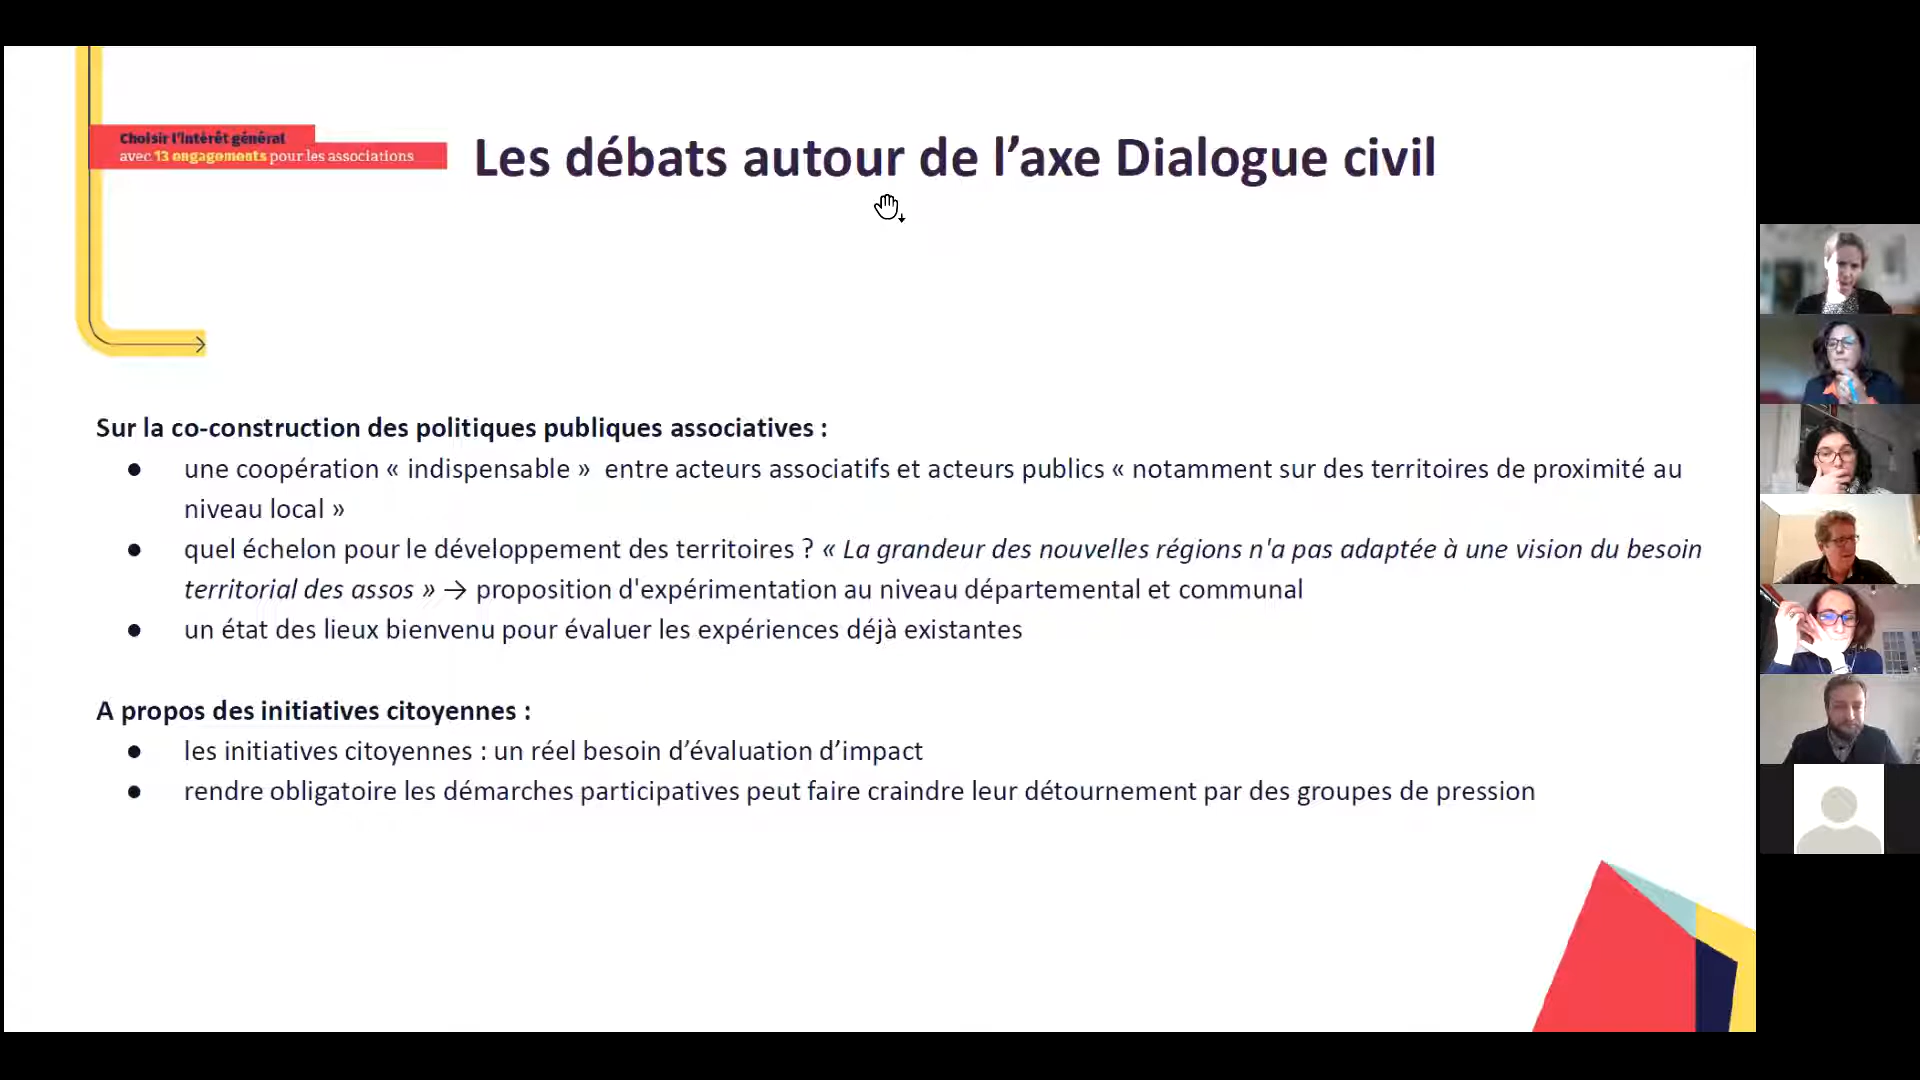 Choisir l'intérêt général
avec 13 engagements pour les associations
Les débats autour de l'axe Dialogue civil
Sur la co-construction des politiques publiques associatives :
● une coopération « indispensable »  entre acteurs associatifs et acteurs publics « notamment sur des territoires de proximité au
niveau local »
● quel échelon pour le développement des territoires ? « La grandeur des nouvelles régions n'a pas adaptée à une vision du besoin
territorial des assos » → proposition d'expérimentation au niveau départemental et communal
● un état des lieux bienvenu pour évaluer les expériences déjà existantes
A propos des initiatives citoyennes :
● les initiatives citoyennes : un réel besoin d’évaluation d’impact
● rendre obligatoire les démarches participatives peut faire craindre leur détournement par des groupes de pression